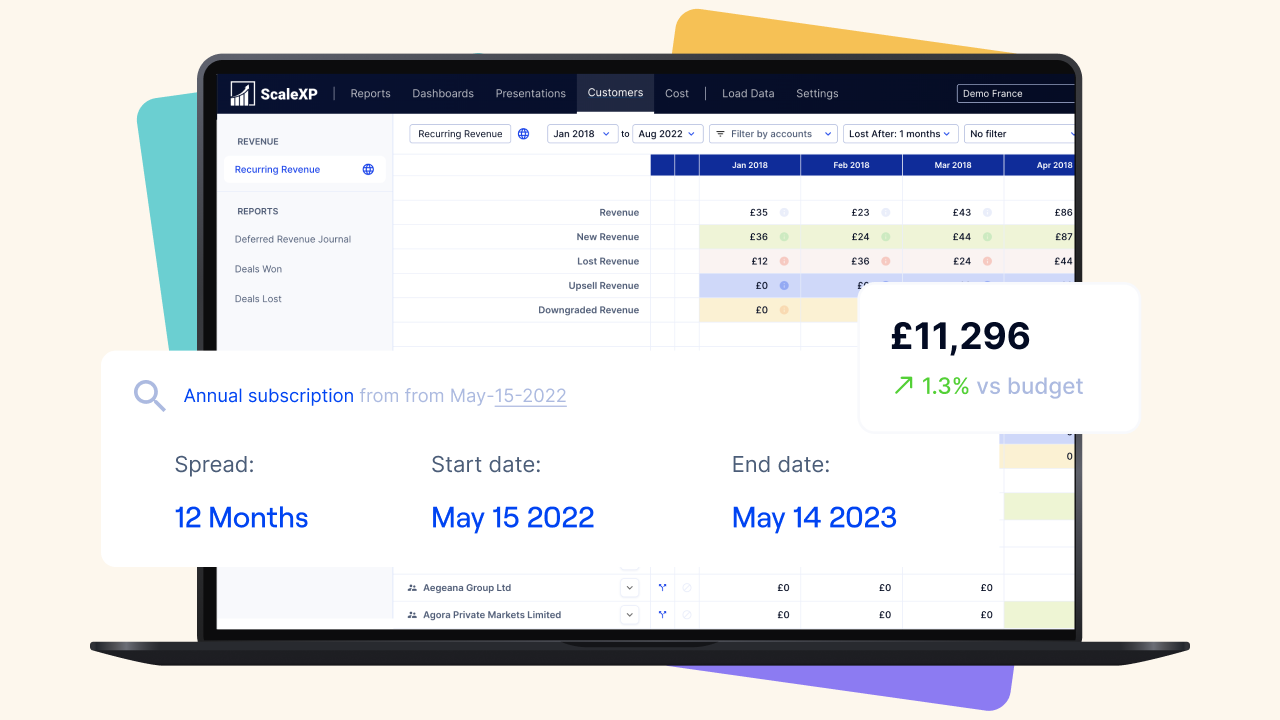 ScaleXP | Reports Dashboards Presentations Customers Cost | Load Data Settings Demo France
REVENUE
Recurring Revenue
REPORTS
Deferred Revenue Journal
Deals Won
Deals Lost
Recurring Revenue Jan 2018 to Aug 2022 Filter by accounts Lost After: 1 months No filter
Jan 2018 Feb 2018 Mar 2018 Apr 2018
Revenue £35 £23 £43 £86
New Revenue £36 £24 £44 £87
Lost Revenue £12 £36 £24 £44
Upsell Revenue £0
Downgraded Revenue £0
£11,296
1.3% vs budget
Annual subscription from from May-15-2022
Spread: Start date: End date:
12 Months May 15 2022 May 14 2023
0
Aegeana Group Ltd £0 £0 £0
Agora Private Markets Limited £0 £0 £0